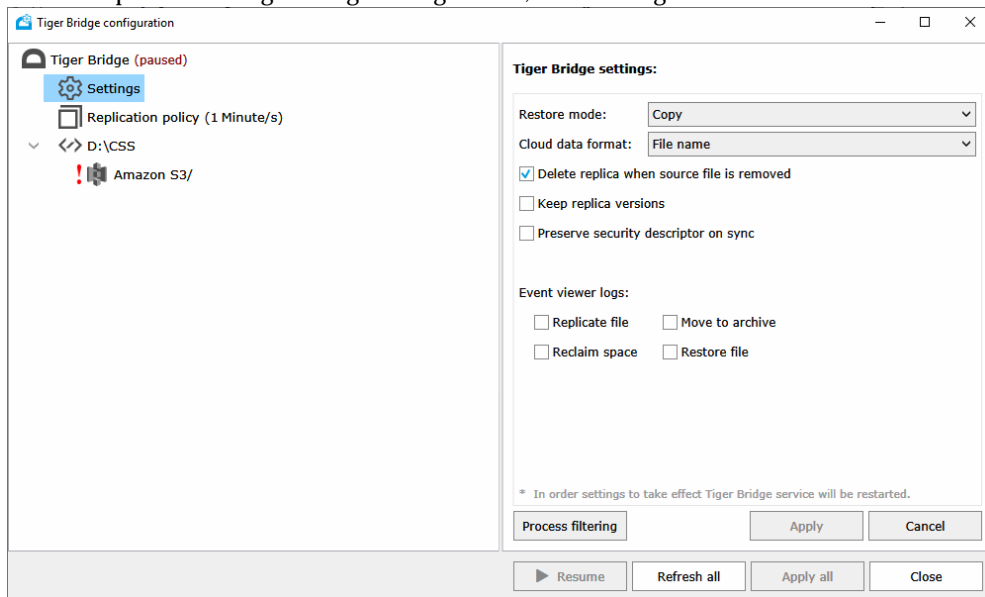 Tiger Bridge configuration
Tiger Bridge (paused)
Settings
Replication policy (1 Minute/s)
D:\CSS
Amazon S3/
Tiger Bridge settings:
Restore mode: Copy
Cloud data format: File name
Delete replica when source file is removed
Keep replica versions
Preserve security descriptor on sync
Event viewer logs:
Replicate file Move to archive
Reclaim space Restore file
* In order settings to take effect Tiger Bridge service will be restarted.
Process filtering Apply Cancel
Resume Refresh all Apply all Close